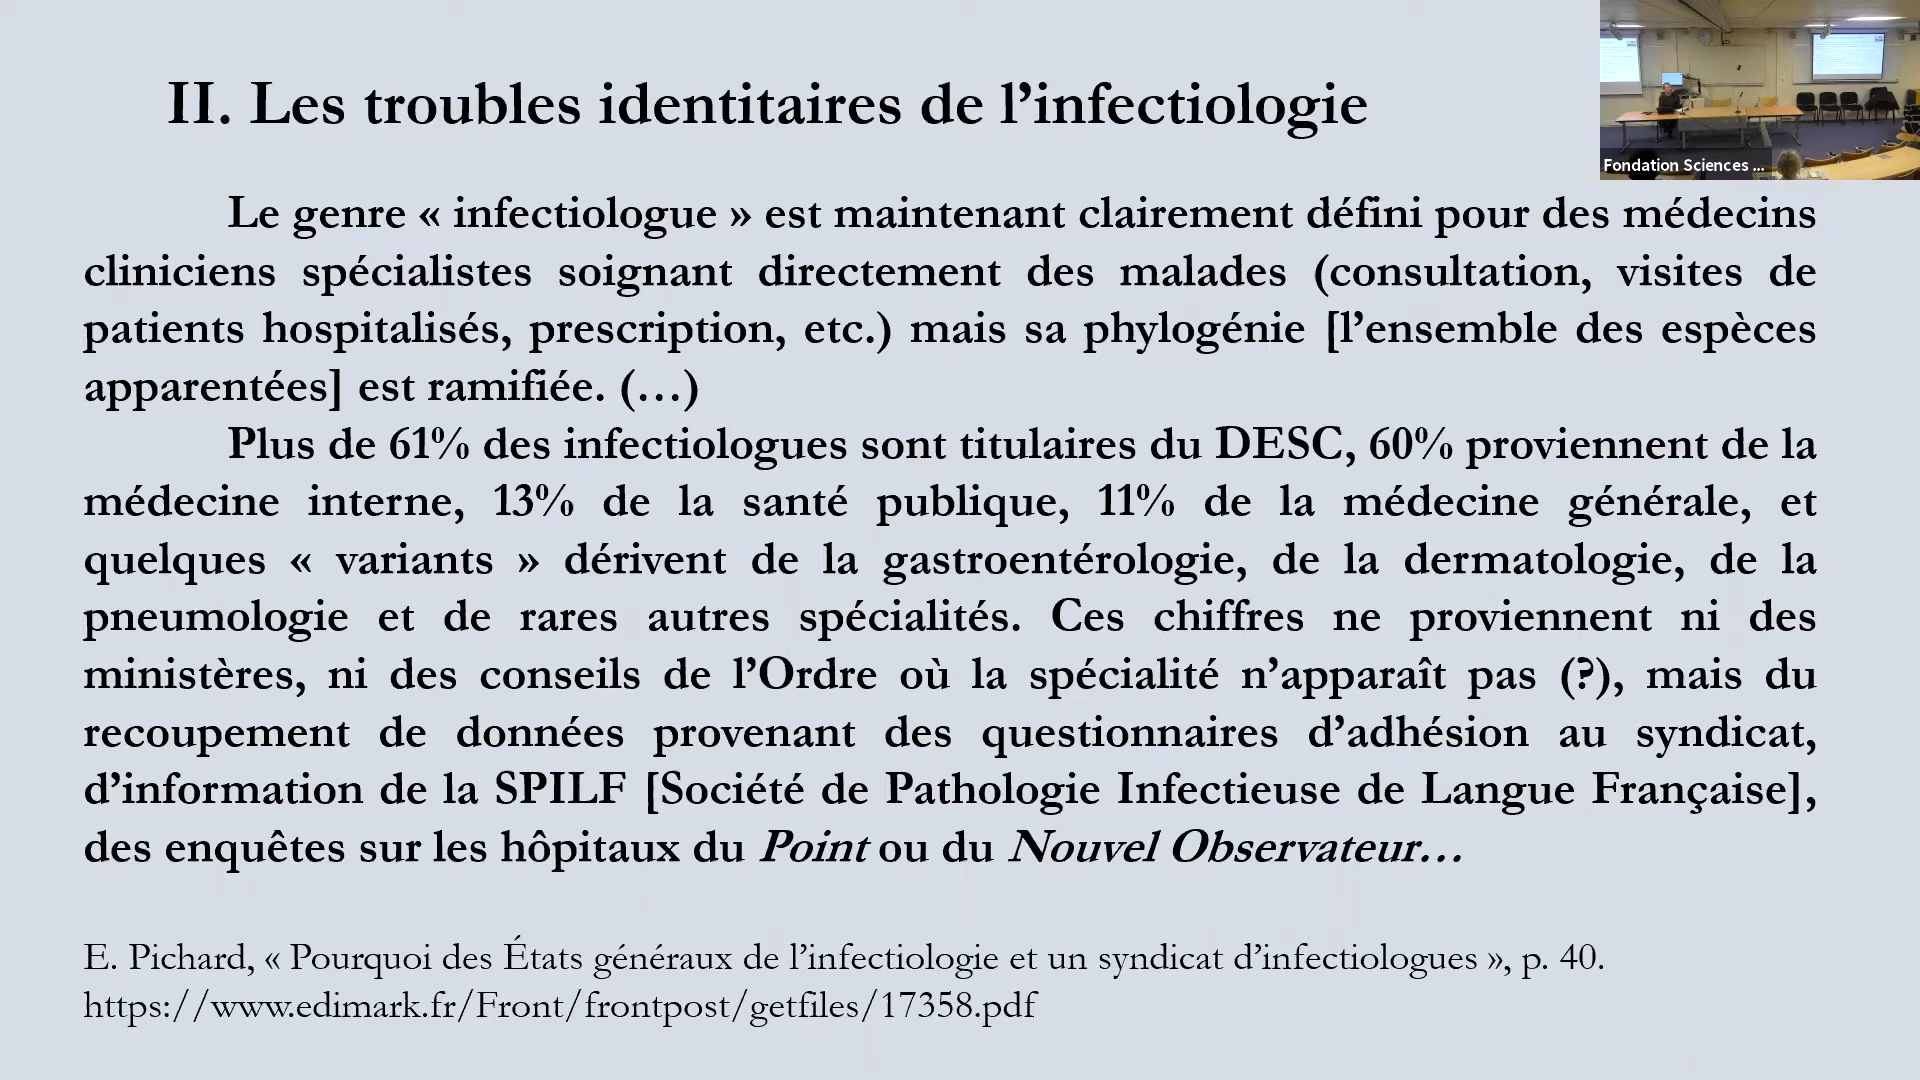 II. Les troubles identitaires de l’infectiologie
Fondation Sciences ...
Le genre « infectiologue » est maintenant clairement défini pour des médecins
cliniciens spécialistes soignant directement des malades (consultation, visites de
patients hospitalisés, prescription, etc.) mais sa phylogénie [l’ensemble des espèces
apparentées] est ramifiée. (…)
Plus de 61% des infectiologues sont titulaires du DESC, 60% proviennent de la
médecine interne, 13% de la santé publique, 11% de la médecine générale, et
quelques « variants » dérivent de la gastroentérologie, de la dermatologie, de la
pneumologie et de rares autres spécialités. Ces chiffres ne proviennent ni des
ministères, ni des conseils de l’Ordre où la spécialité n’apparaît pas (?), mais du
recoupement de données provenant des questionnaires d’adhésion au syndicat,
d’information de la SPILF [Société de Pathologie Infectieuse de Langue Française],
des enquêtes sur les hôpitaux du Point ou du Nouvel Observateur…
E. Pichard, « Pourquoi des États généraux de l’infectiologie et un syndicat d’infectiologues », p. 40.
https://www.edimark.fr/Front/frontpost/getfiles/17358.pdf